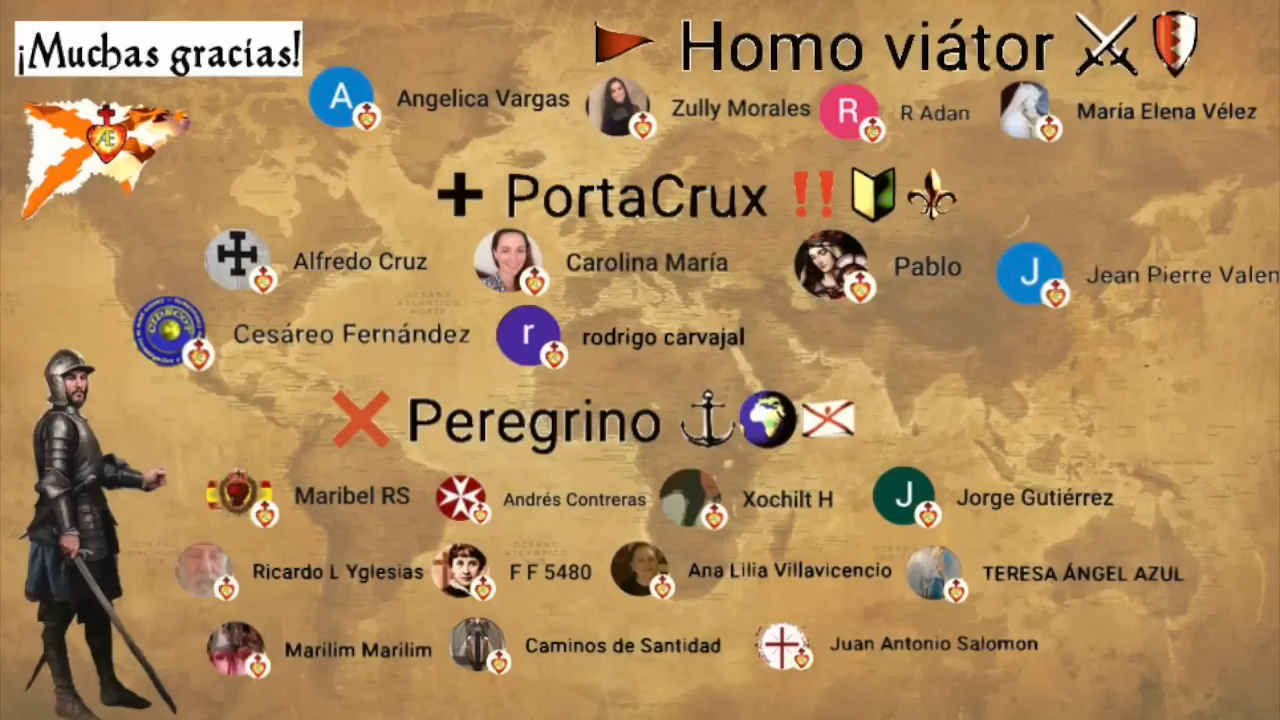 ¡Muchas gracias!
Homo viátor
A Angelica Vargas Zully Morales R R Adan María Elena Vélez
Æ
PortaCrux
Alfredo Cruz Carolina María Pablo J Jean Pierre Valen
CIDECOT Cesáreo Fernández r rodrigo carvajal
Peregrino
Maribel RS Andrés Contreras Xochilt H J Jorge Gutiérrez
Ricardo L Yglesias F F 5480 Ana Lilia Villavicencio TERESA ÁNGEL AZUL
Marilim Marilim Caminos de Santidad Juan Antonio Salomon